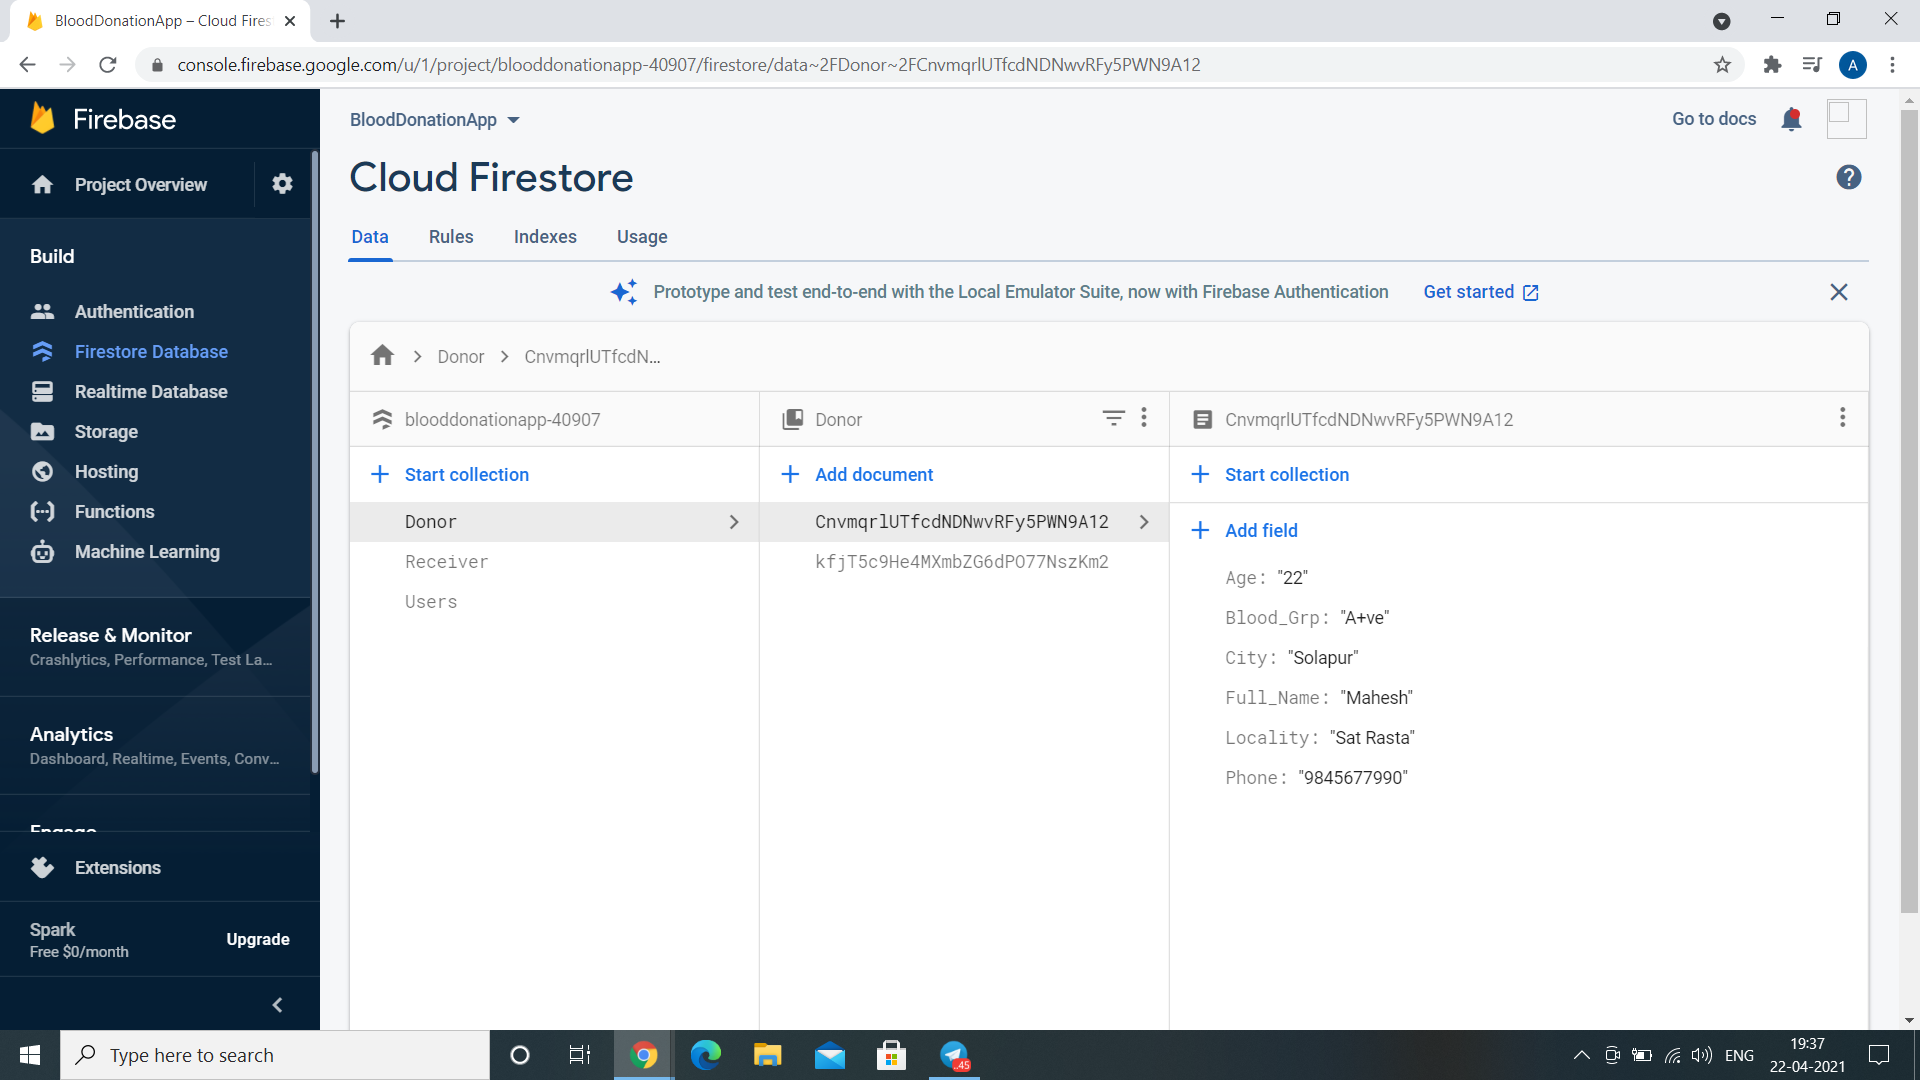 BloodDonationApp – Cloud Fires
console.firebase.google.com/u/1/project/blooddonationapp-40907/firestore/data~2FDonor~2FCnvmqrlUTfcdNDNwvRFy5PWN9A12
A
Firebase
Project Overview
Build
Authentication
Firestore Database
Realtime Database
Storage
Hosting
Functions
Machine Learning
Release & Monitor
Crashlytics, Performance, Test La...
Analytics
Dashboard, Realtime, Events, Conv...
Engage
Extensions
Spark
Free $0/month
Upgrade
BloodDonationApp
Go to docs
Cloud Firestore
?
Data Rules Indexes Usage
Prototype and test end-to-end with the Local Emulator Suite, now with Firebase Authentication Get started
Donor CnvmqrlUTfcdN...
blooddonationapp-40907
Start collection
Donor
Receiver
Users
Donor
Add document
CnvmqrlUTfcdNDNwvRFy5PWN9A12
kfjT5c9He4MXmbZG6dPO77NszKm2
CnvmqrlUTfcdNDNwvRFy5PWN9A12
Start collection
Add field
Age: "22"
Blood_Grp: "A+ve"
City: "Solapur"
Full_Name: "Mahesh"
Locality: "Sat Rasta"
Phone: "9845677990"
Type here to search
..45
ENG
19:37
22-04-2021